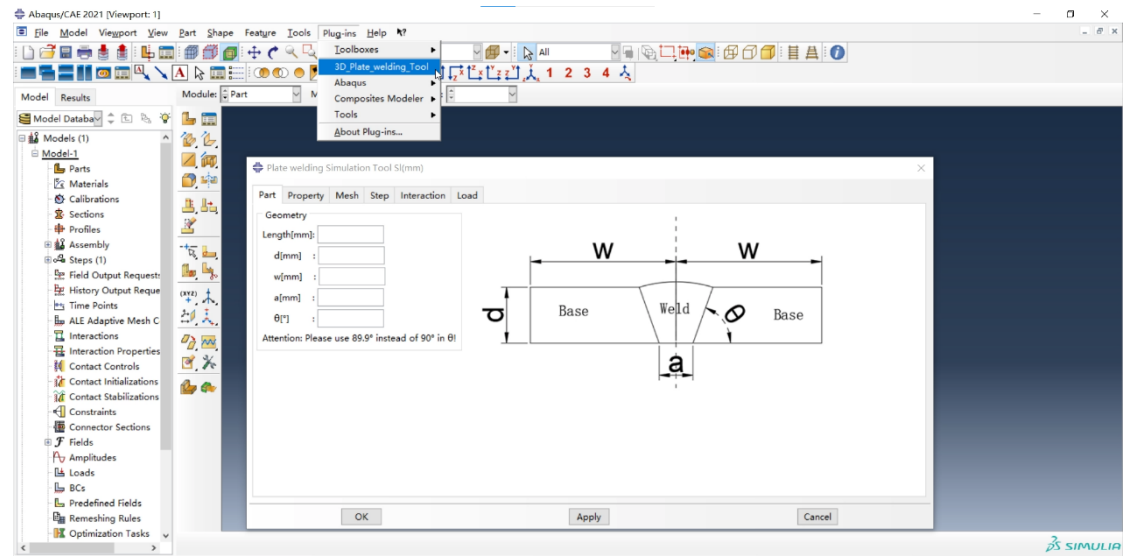 Abaqus/CAE 2021 [Viewport: 1]
File Model Viewport View Part Shape Feature Tools Plug-ins Help
All
1 2 3 4
Toolboxes
3D_Plate_welding_Tool
Abaqus
Composites Modeler
Tools
About Plug-ins...
Model Results
Module: Part
Model Databa
Models (1)
Model-1
Parts
Materials
Calibrations
Sections
Profiles
Assembly
Steps (1)
Field Output Request
History Output Reque
Time Points
ALE Adaptive Mesh C
Interactions
Interaction Properties
Contact Controls
Contact Initializations
Contact Stabilizations
Constraints
Connector Sections
Fields
Amplitudes
Loads
BCs
Predefined Fields
Remeshing Rules
Optimization Tasks
(XYZ)
Plate welding Simulation Tool SI(mm)
Part Property Mesh Step Interaction Load
Geometry
Length[mm]:
d[mm] :
w[mm] :
a[mm] :
θ[°] :
Attention: Please use 89.9° instead of 90° in θ!
W W
d Base Weld θ Base
a
OK Apply Cancel
SIMULIA